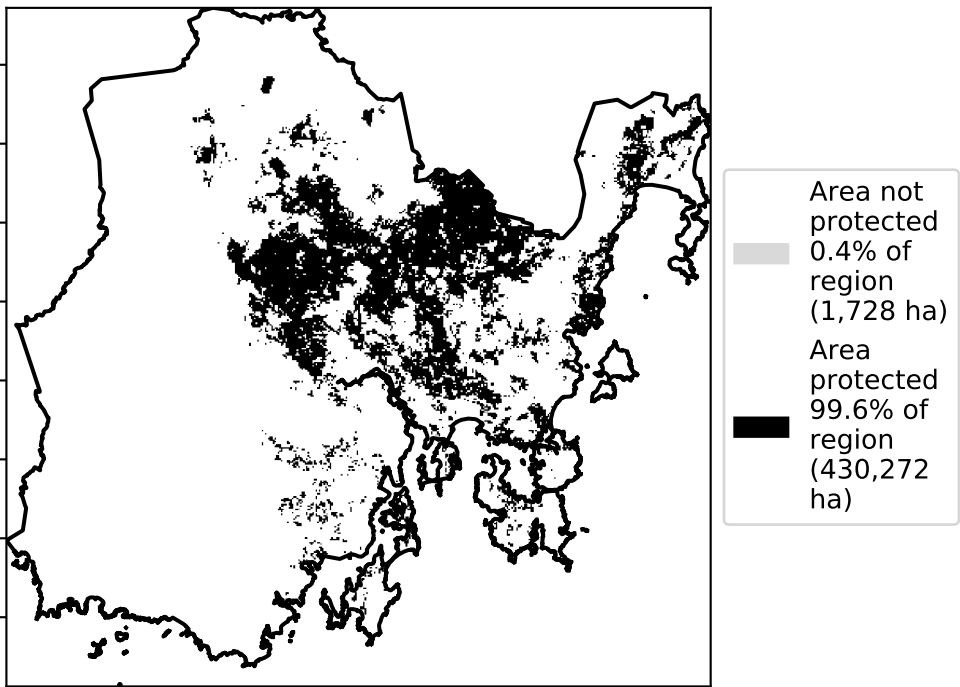 Area not
protected
0.4% of
region
(1,728 ha)
Area
protected
99.6% of
region
(430,272
ha)